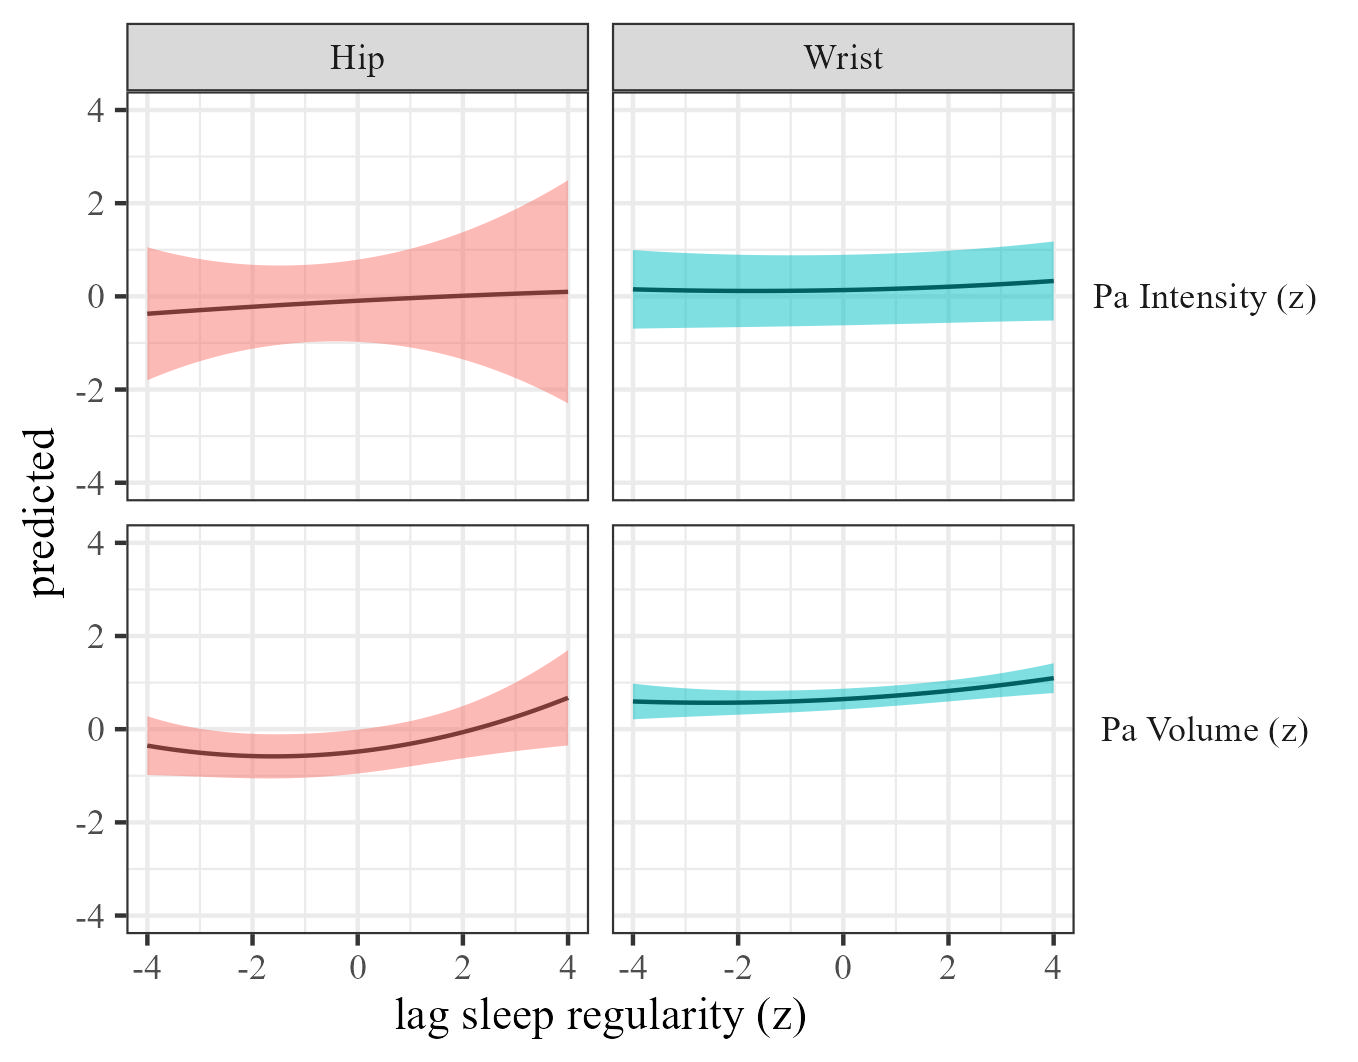 Hip Wrist
4
2
0
-2
-4
Pa Intensity (z)
predicted
4
2
0
-2
-4
Pa Volume (z)
-4 -2 0 2 4 -4 -2 0 2 4
lag sleep regularity (z)